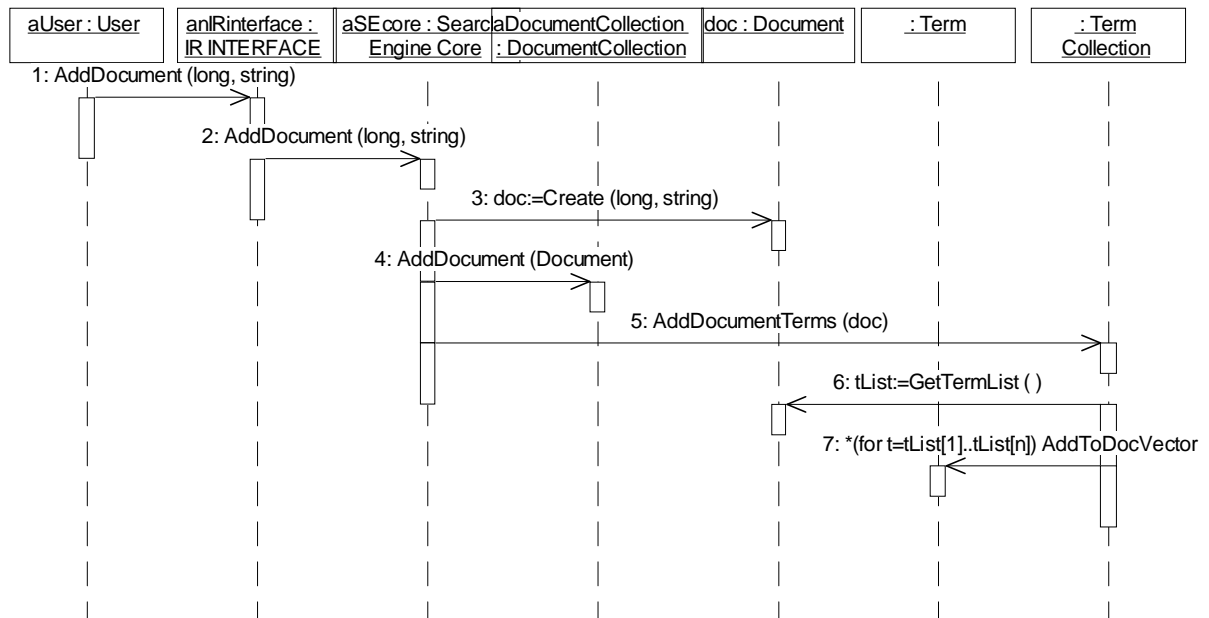 aUser : User
anIRinterface :
IR INTERFACE
aSEcore : Searc
Engine Core
aDocumentCollection
: DocumentCollection
doc : Document
: Term
: Term
Collection
1: AddDocument (long, string)
2: AddDocument (long, string)
3: doc:=Create (long, string)
4: AddDocument (Document)
5: AddDocumentTerms (doc)
6: tList:=GetTermList ( )
7: *(for t=tList[1]..tList[n]) AddToDocVector